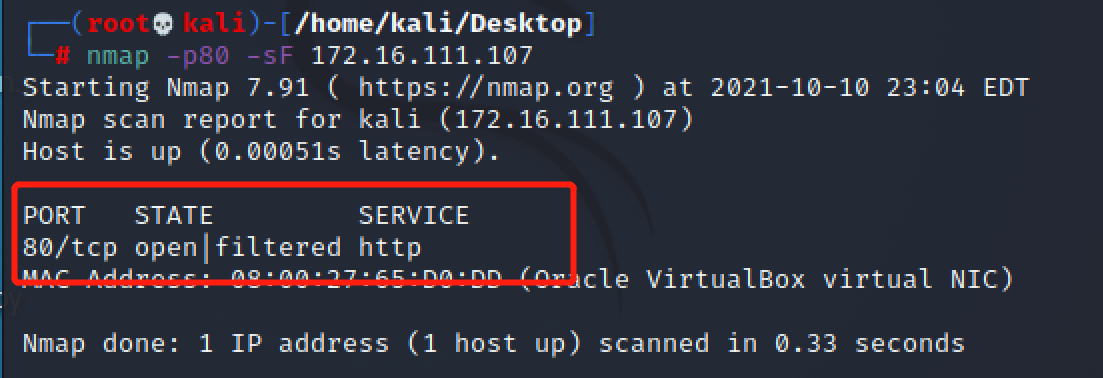 ┌──(root💀kali)-[/home/kali/Desktop]
└─# nmap -p80 -sF 172.16.111.107
Starting Nmap 7.91 ( https://nmap.org ) at 2021-10-10 23:04 EDT
Nmap scan report for kali (172.16.111.107)
Host is up (0.00051s latency).
PORT   STATE         SERVICE
80/tcp open|filtered http
MAC Address: 08:00:27:65:D0:DD (Oracle VirtualBox virtual NIC)
Nmap done: 1 IP address (1 host up) scanned in 0.33 seconds